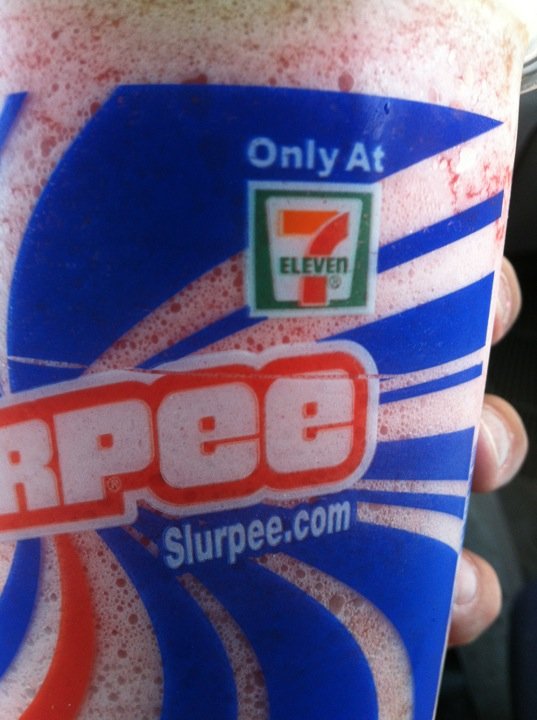 Only At
7
ELEVEN
®
RPEE
®
Slurpee.com